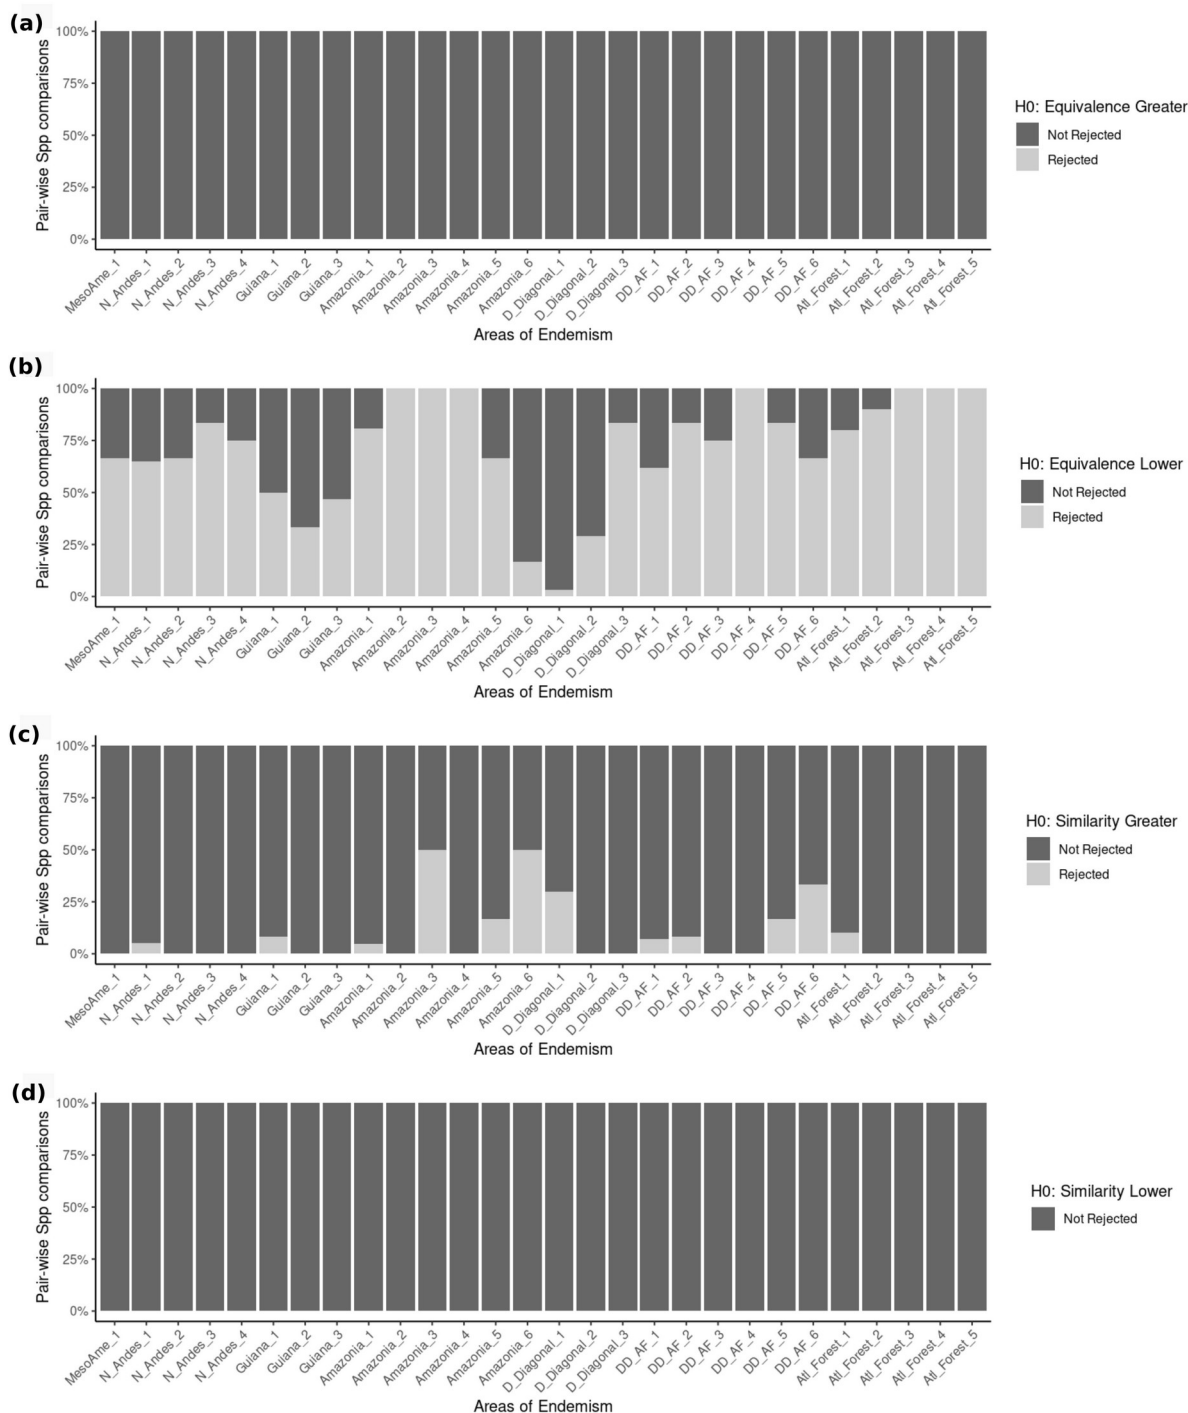 (a)
100%
75%
50%
25%
0%
Pair-wise Spp comparisons
MesoAme_1
N_Andes_1
N_Andes_2
N_Andes_3
N_Andes_4
Guiana_1
Guiana_2
Guiana_3
Amazonia_1
Amazonia_2
Amazonia_3
Amazonia_4
Amazonia_5
Amazonia_6
D_Diagonal_1
D_Diagonal_2
D_Diagonal_3
DD_AF_1
DD_AF_2
DD_AF_3
DD_AF_4
DD_AF_5
DD_AF_6
Atl_Forest_1
Atl_Forest_2
Atl_Forest_3
Atl_Forest_4
Atl_Forest_5
Areas of Endemism
H0: Equivalence Greater
Not Rejected
Rejected
(b)
100%
75%
50%
25%
0%
Pair-wise Spp comparisons
MesoAme_1
N_Andes_1
N_Andes_2
N_Andes_3
N_Andes_4
Guiana_1
Guiana_2
Guiana_3
Amazonia_1
Amazonia_2
Amazonia_3
Amazonia_4
Amazonia_5
Amazonia_6
D_Diagonal_1
D_Diagonal_2
D_Diagonal_3
DD_AF_1
DD_AF_2
DD_AF_3
DD_AF_4
DD_AF_5
DD_AF_6
Atl_Forest_1
Atl_Forest_2
Atl_Forest_3
Atl_Forest_4
Atl_Forest_5
Areas of Endemism
H0: Equivalence Lower
Not Rejected
Rejected
(c)
100%
75%
50%
25%
0%
Pair-wise Spp comparisons
MesoAme_1
N_Andes_1
N_Andes_2
N_Andes_3
N_Andes_4
Guiana_1
Guiana_2
Guiana_3
Amazonia_1
Amazonia_2
Amazonia_3
Amazonia_4
Amazonia_5
Amazonia_6
D_Diagonal_1
D_Diagonal_2
D_Diagonal_3
DD_AF_1
DD_AF_2
DD_AF_3
DD_AF_4
DD_AF_5
DD_AF_6
Atl_Forest_1
Atl_Forest_2
Atl_Forest_3
Atl_Forest_4
Atl_Forest_5
Areas of Endemism
H0: Similarity Greater
Not Rejected
Rejected
(d)
100%
75%
50%
25%
0%
Pair-wise Spp comparisons
MesoAme_1
N_Andes_1
N_Andes_2
N_Andes_3
N_Andes_4
Guiana_1
Guiana_2
Guiana_3
Amazonia_1
Amazonia_2
Amazonia_3
Amazonia_4
Amazonia_5
Amazonia_6
D_Diagonal_1
D_Diagonal_2
D_Diagonal_3
DD_AF_1
DD_AF_2
DD_AF_3
DD_AF_4
DD_AF_5
DD_AF_6
Atl_Forest_1
Atl_Forest_2
Atl_Forest_3
Atl_Forest_4
Atl_Forest_5
Areas of Endemism
H0: Similarity Lower
Not Rejected